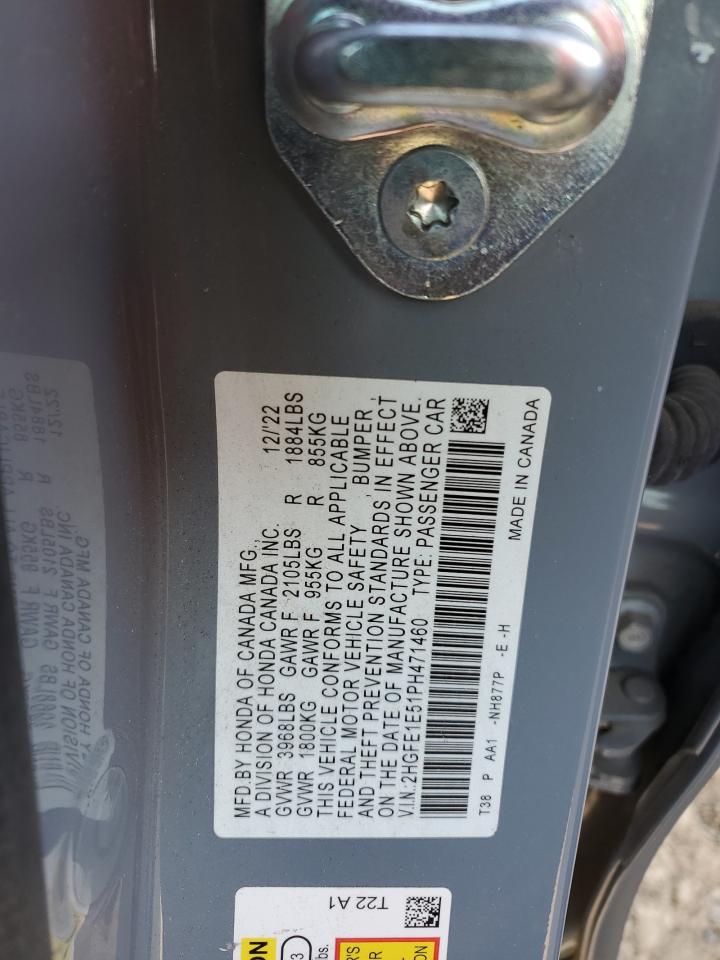 MFD.BY HONDA OF CANADA MFG., 12/'22
A DIVISION OF HONDA CANADA INC.
GVWR 3968LBS GAWR F 2105LBS R 1884LBS
GVWR 1800KG GAWR F 955KG R 855KG
THIS VEHICLE CONFORMS TO ALL APPLICABLE
FEDERAL MOTOR VEHICLE SAFETY, BUMPER,
AND THEFT PREVENTION STANDARDS IN EFFECT
ON THE DATE OF MANUFACTURE SHOWN ABOVE.
V.I.N.:2HGFE1E51PH471460 TYPE: PASSENGER CAR
T38 P AA1 -NH877P -E -H MADE IN CANADA
T22 A1